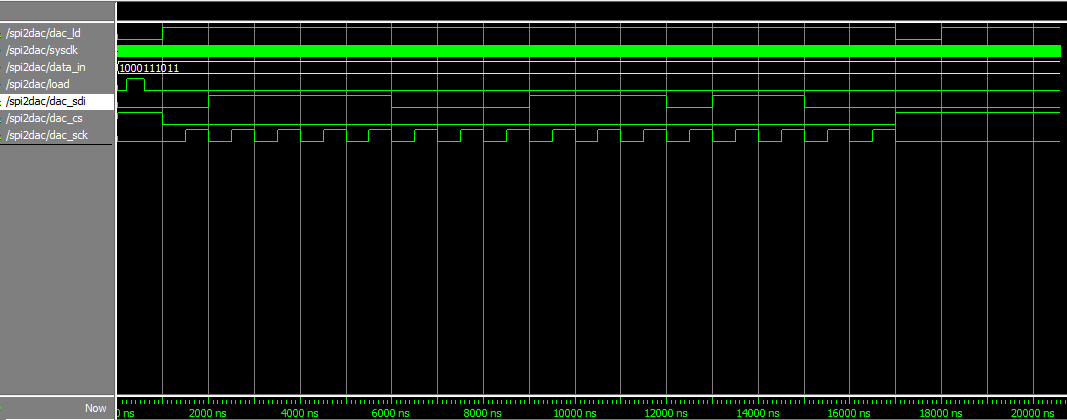 /spi2dac/dac_ld
/spi2dac/sysclk
/spi2dac/data_in
1000111011
/spi2dac/load
/spi2dac/dac_sdi
/spi2dac/dac_cs
/spi2dac/dac_sck
Now
ns
2000 ns
4000 ns
6000 ns
8000 ns
10000 ns
12000 ns
14000 ns
16000 ns
18000 ns
20000 ns